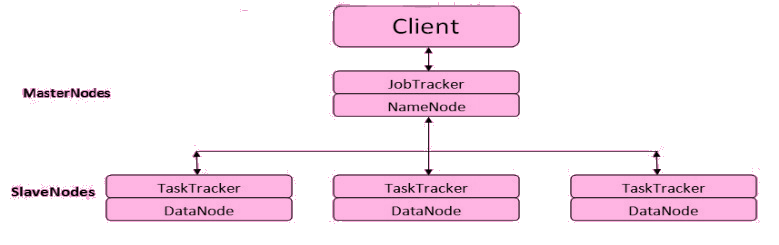 Client
JobTracker
MasterNodes
NameNode
SlaveNodes
TaskTracker
TaskTracker
TaskTracker
DataNode
DataNode
DataNode